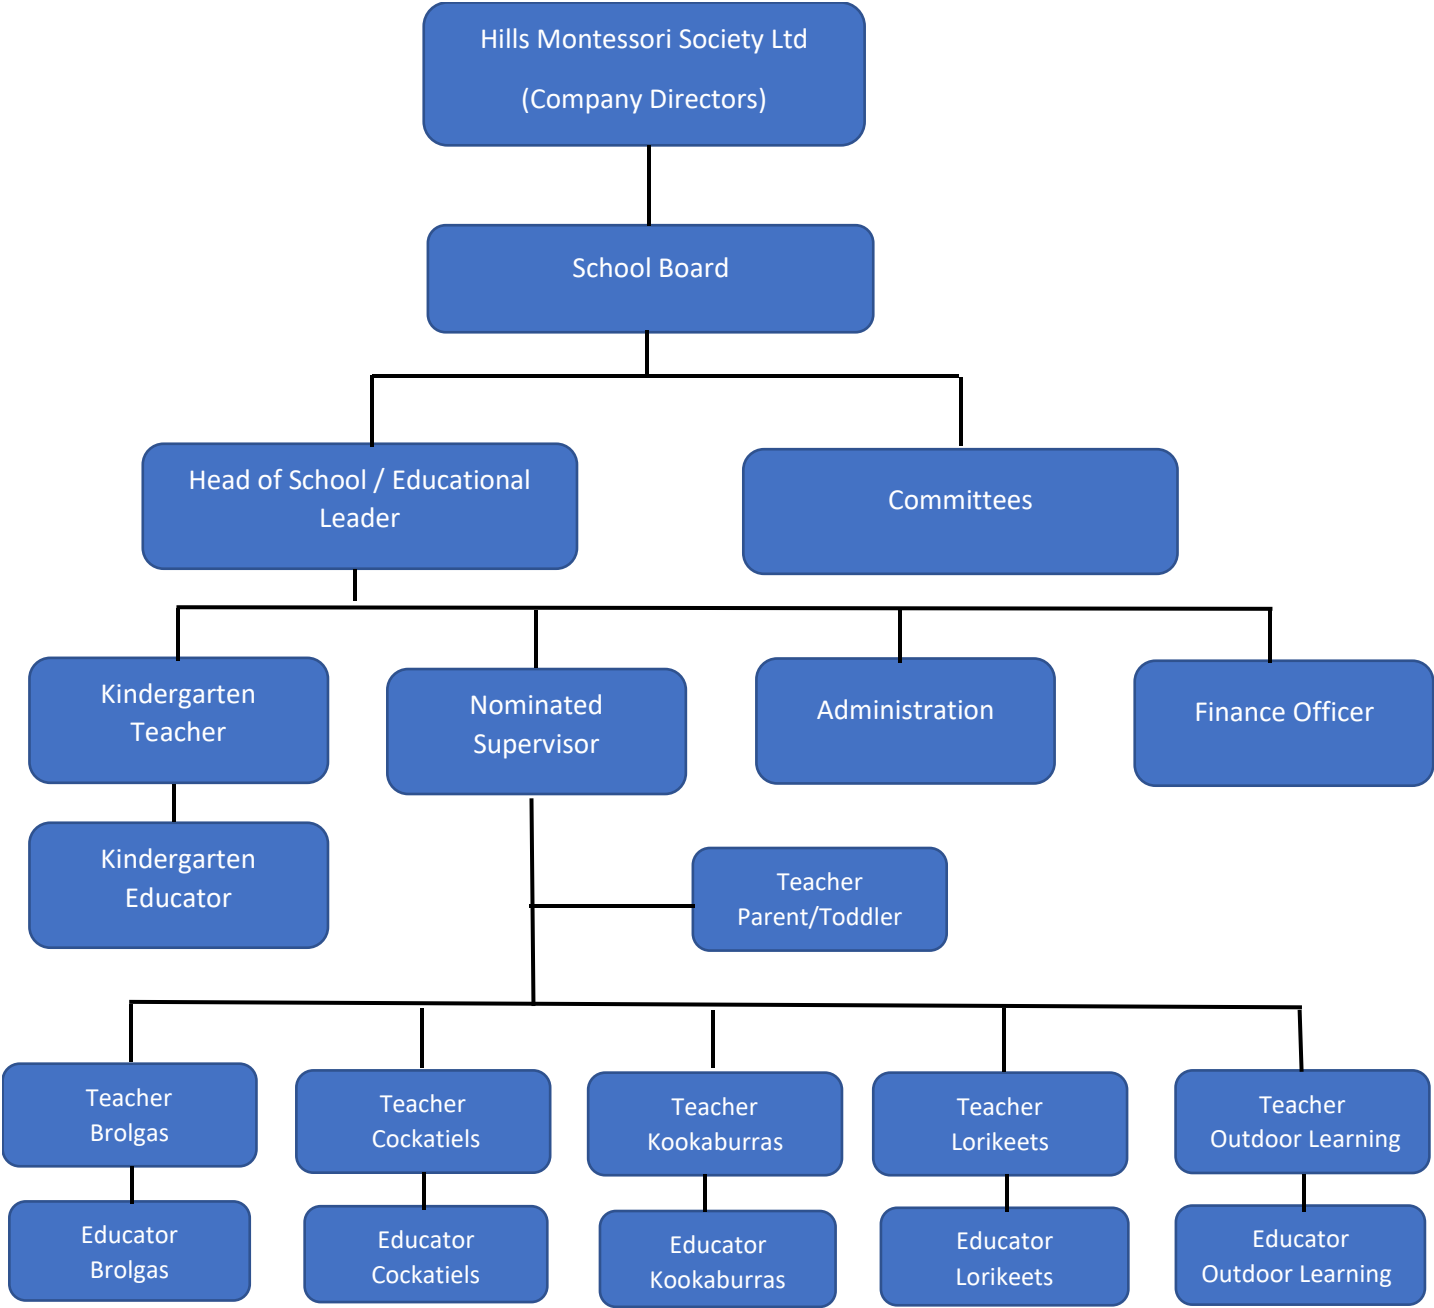 Hills Montessori Society Ltd
(Company Directors)
School Board
Head of School / Educational
Leader
Committees
Kindergarten
Teacher
Nominated
Supervisor
Administration
Finance Officer
Kindergarten
Educator
Teacher
Parent/Toddler
Teacher
Brolgas
Teacher
Cockatiels
Teacher
Kookaburras
Teacher
Lorikeets
Teacher
Outdoor Learning
Educator
Brolgas
Educator
Cockatiels
Educator
Kookaburras
Educator
Lorikeets
Educator
Outdoor Learning